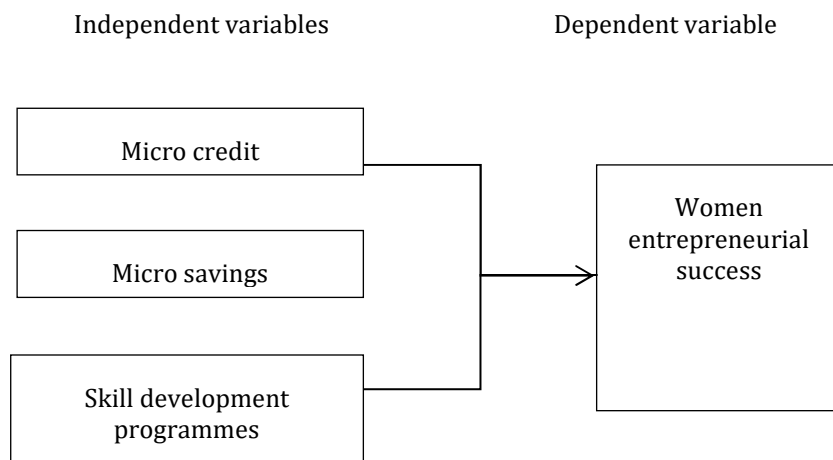 Independent variables
Dependent variable
Micro credit
Micro savings
Skill development
programmes
Women
entrepreneurial
success